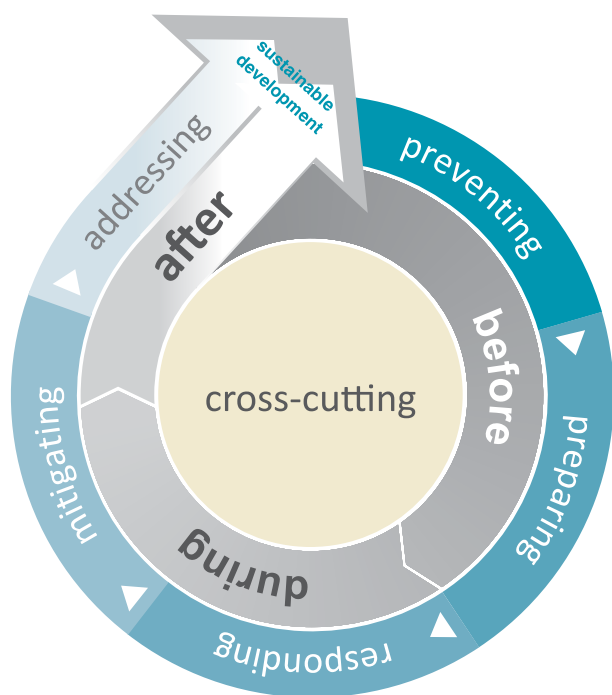 sustainable
development
preventing
before
preparing
responding
during
mitigating
addressing
after
cross-cutting